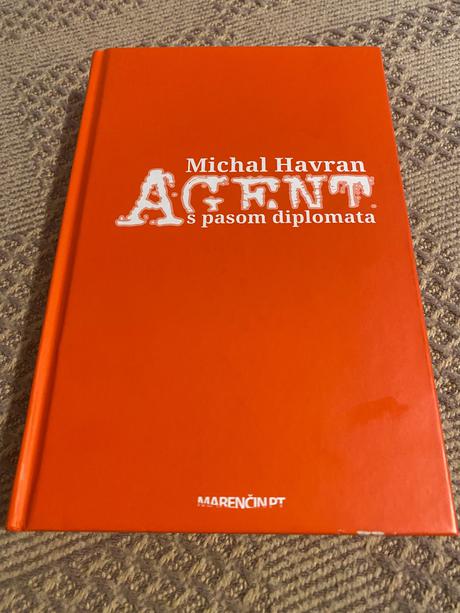 Michal Havran
AGENT
s pasom diplomata
MARENČIN PT